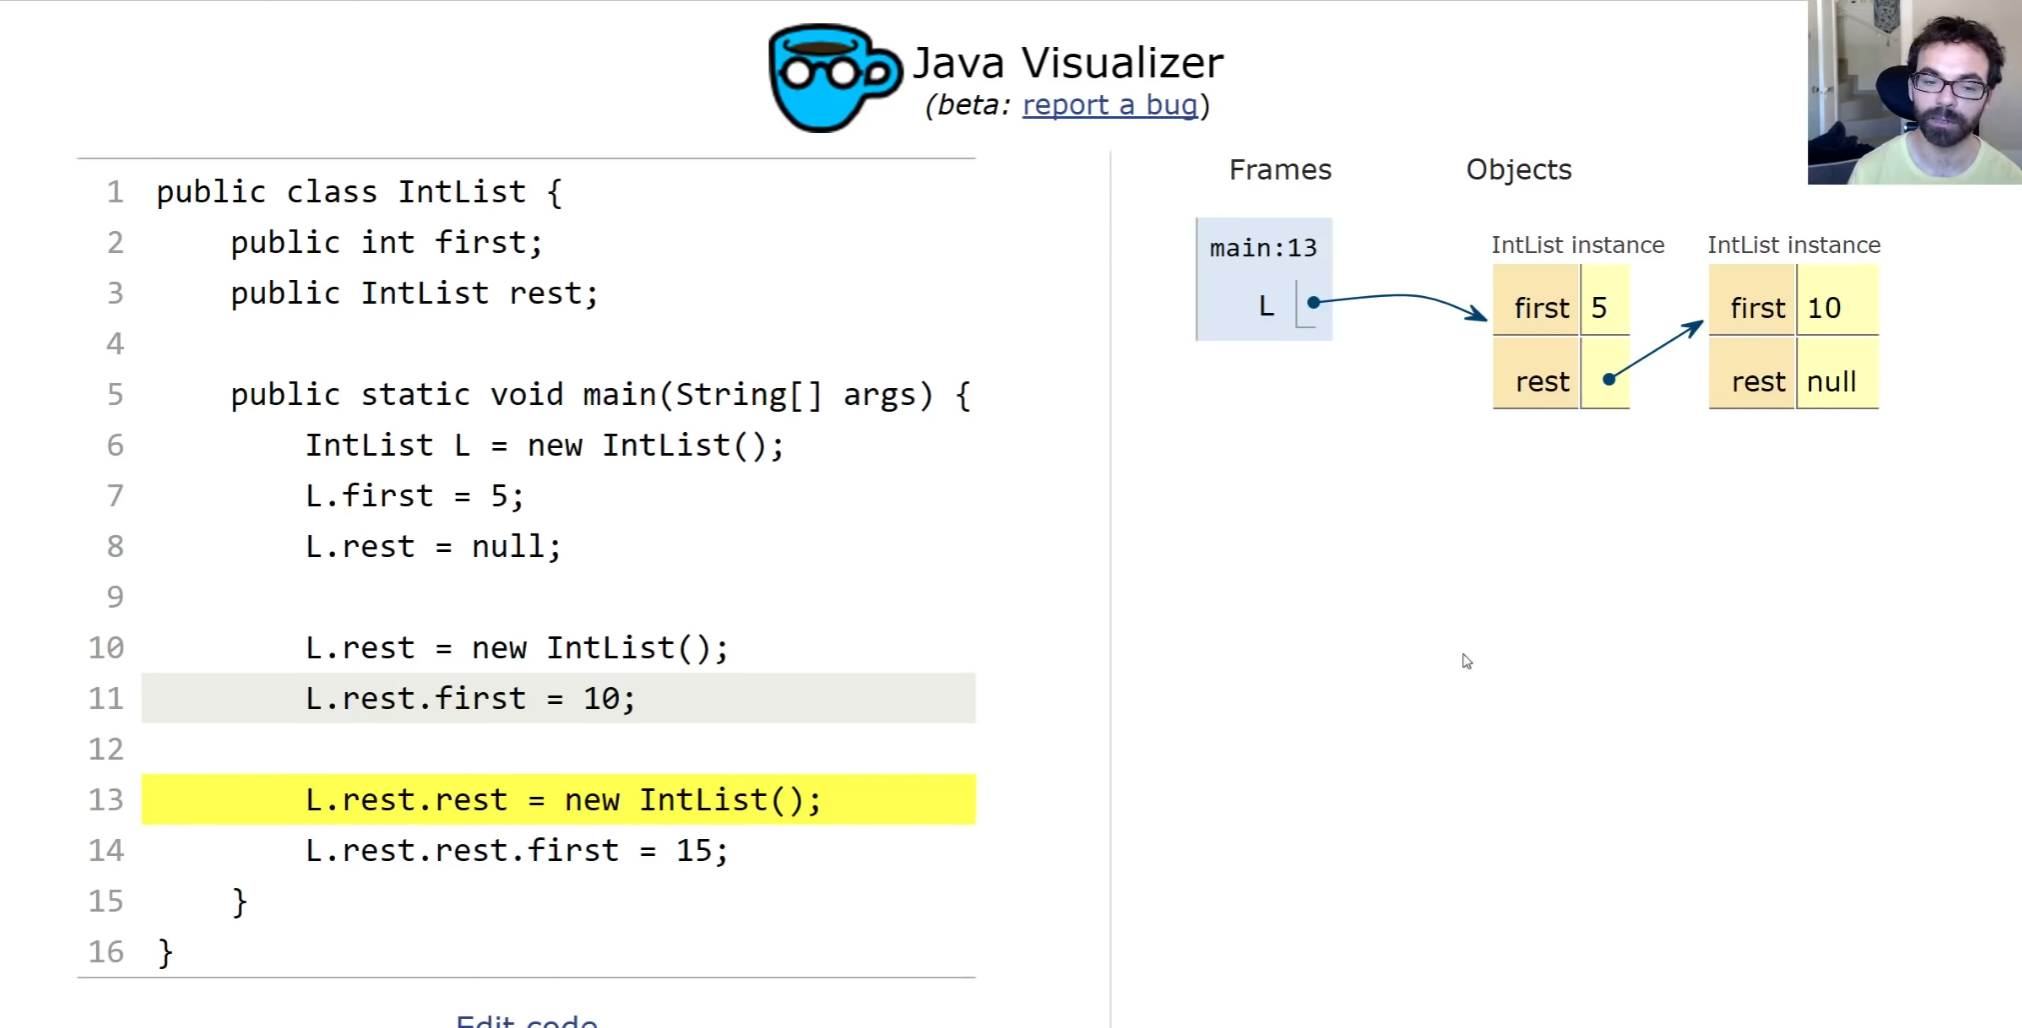 Java Visualizer
(beta: report a bug)
1 public class IntList {
2 public int first;
3 public IntList rest;
4
5 public static void main(String[] args) {
6 IntList L = new IntList();
7 L.first = 5;
8 L.rest = null;
9
10 L.rest = new IntList();
11 L.rest.first = 10;
12
13 L.rest.rest = new IntList();
14 L.rest.rest.first = 15;
15 }
16 }
Edit code
Frames Objects
main:13
L
IntList instance
first 5
rest
IntList instance
first 10
rest null